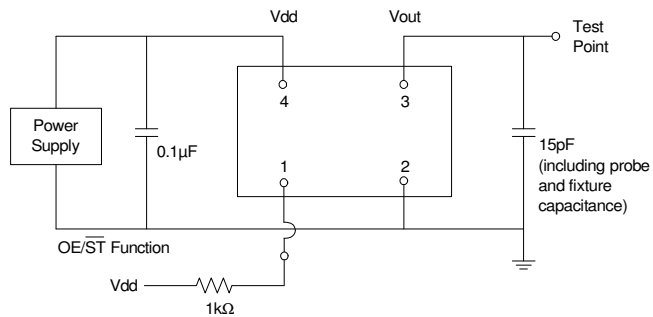 Vdd
Vout
Test
Point
4
3
Power
Supply
0.1µF
1
2
15pF
(including probe
and fixture
capacitance)
OE/S̅T̅ Function
Vdd
1kΩ